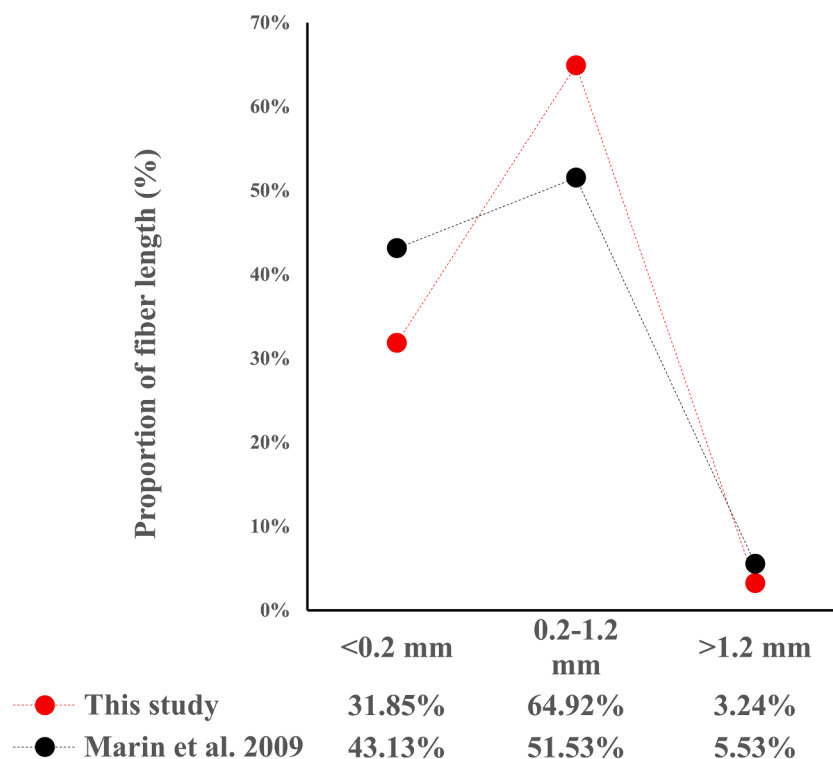 70%
60%
50%
40%
30%
20%
10%
0%
Proportion of fiber length (%)
<0.2 mm
0.2-1.2
mm
>1.2 mm
This study 31.85% 64.92% 3.24%
Marin et al. 2009 43.13% 51.53% 5.53%